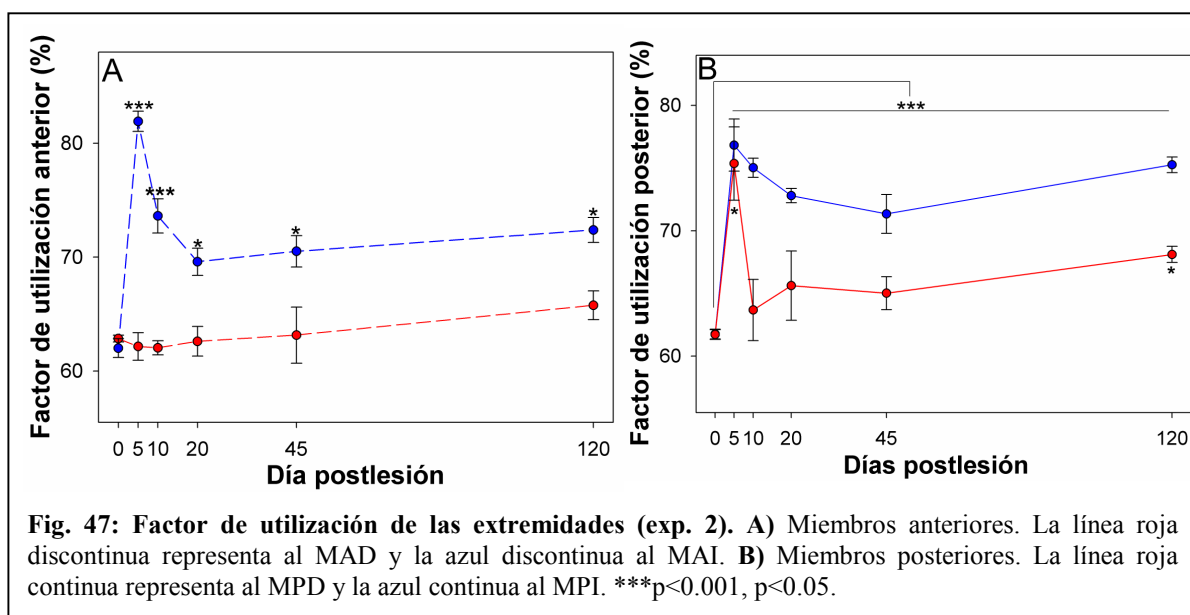 A
Factor de utilización anterior (%)
80
70
60
***
***
*
*
*
0 5 10 20 45 120
Día postlesión
B
Factor de utilización posterior (%)
80
70
60
***
*
*
0 5 10 20 45 120
Días postlesión
Fig. 47: Factor de utilización de las extremidades (exp. 2). A) Miembros anteriores. La línea roja
discontinua representa al MAD y la azul discontinua al MAI. B) Miembros posteriores. La línea roja
continua representa al MPD y la azul continua al MPI. ***p<0.001, p<0.05.